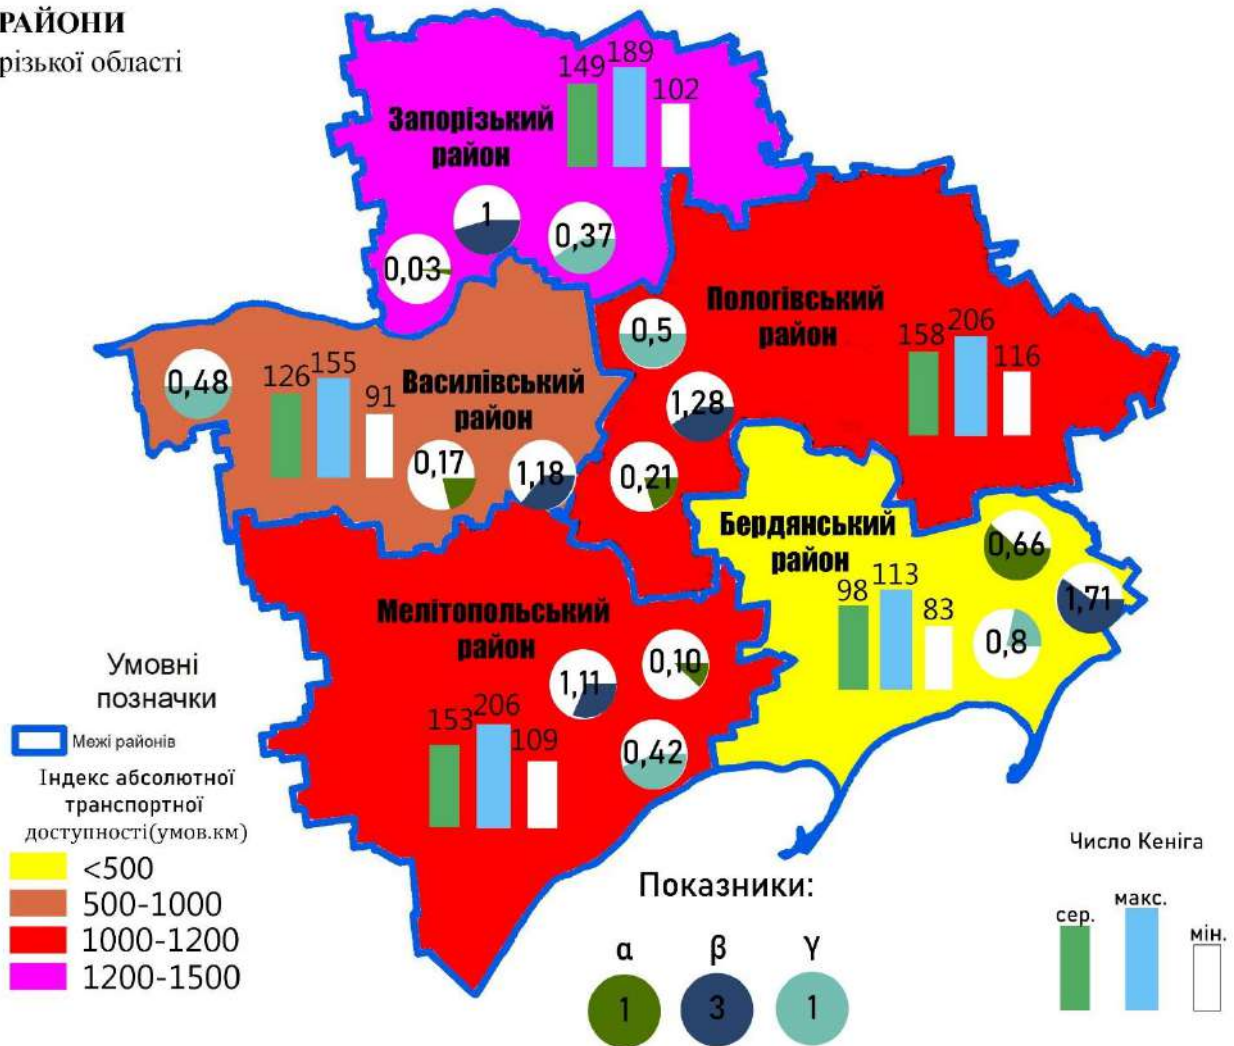 РАЙОНИ
різької області
149 189 102
Запорізький
район
1
0,37
0,03
Пологівський
район
0,5
158 206 116
1,28
0,21
0,48
126 155 91
Василівський
район
0,17
1,18
Бердянський
район
0,66
98 113 83
1,71
0,8
Мелітопольський
район
0,10
1,11
153 206 109
0,42
Умовні
позначки
Межі районів
Індекс абсолютної
транспортної
доступності(умов.км)
<500
500-1000
1000-1200
1200-1500
Показники:
α β γ
1 3 1
Число Кеніга
сер. макс. мін.